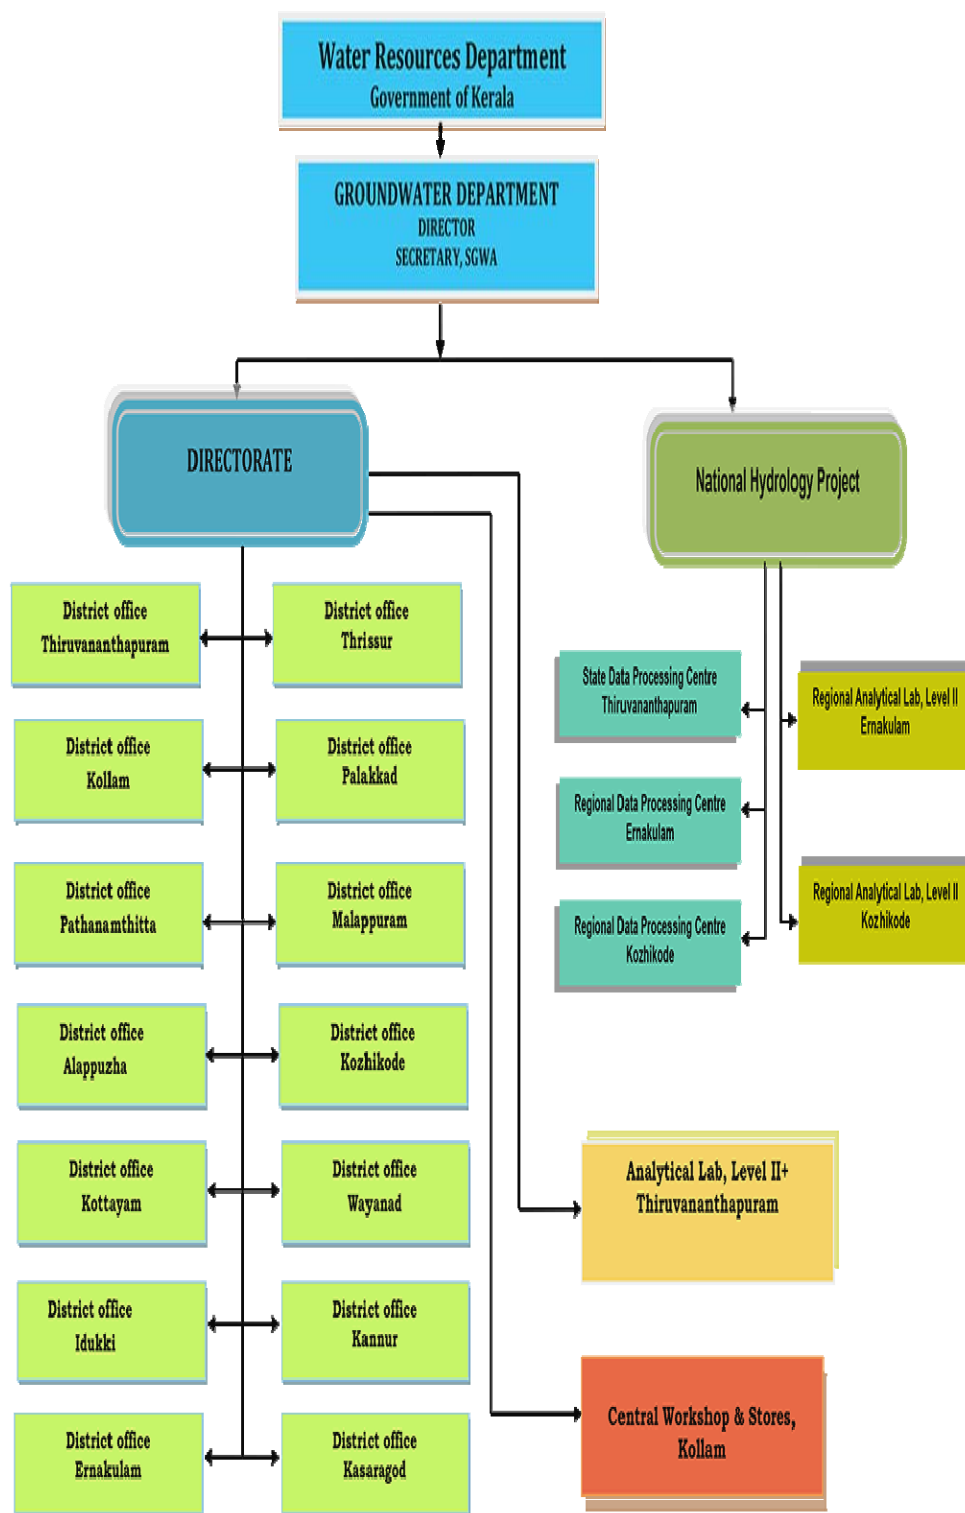 Water Resources Department
Government of Kerala
GROUNDWATER DEPARTMENT
DIRECTOR
SECRETARY, SGWA
DIRECTORATE
National Hydrology Project
District office
Thiruvananthapuram
District office
Thrissur
District office
Kollam
District office
Palakkad
District office
Pathanamthitta
District office
Malappuram
District office
Alappuzha
District office
Kozhikode
District office
Kottayam
District office
Wayanad
District office
Idukki
District office
Kannur
District office
Ernakulam
District office
Kasaragod
State Data Processing Centre
Thiruvananthapuram
Regional Data Processing Centre
Ernakulam
Regional Data Processing Centre
Kozhikode
Regional Analytical Lab, Level II
Ernakulam
Regional Analytical Lab, Level II
Kozhikode
Analytical Lab, Level II+
Thiruvananthapuram
Central Workshop & Stores,
Kollam